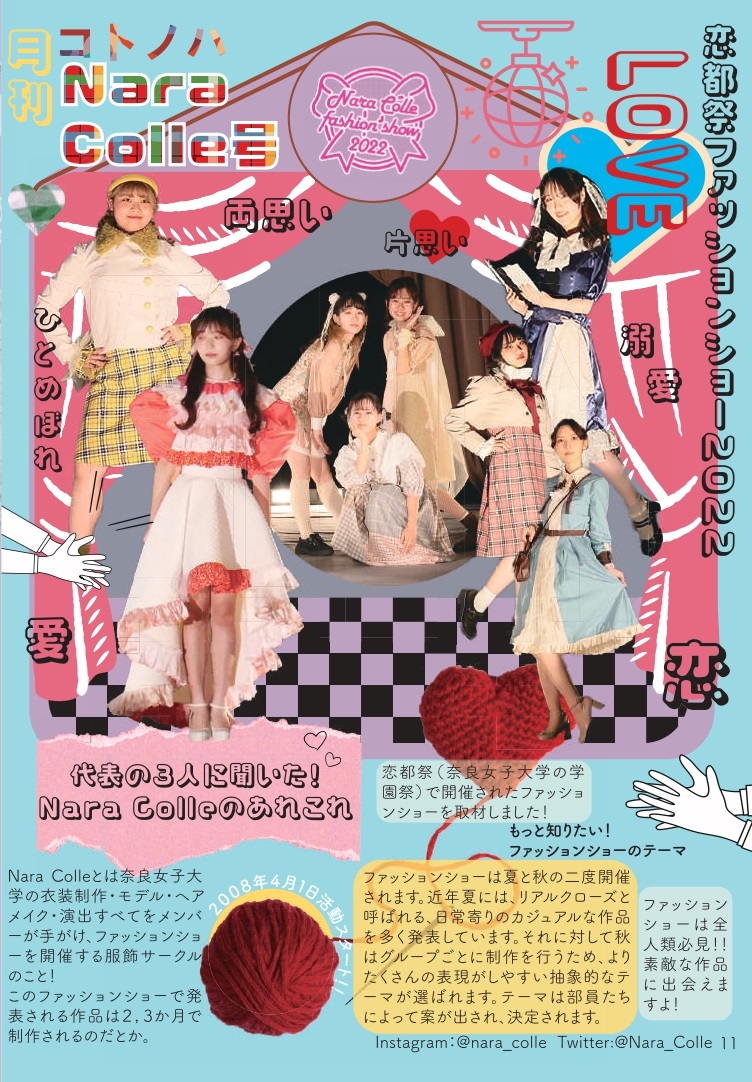 月刊
コトノハ
Nara
Colle号
Nara Colle
fashion show
2022
恋都祭ファッションショー2022
LOVE
両思い
片思い
ひとめぼれ
溺愛
愛
恋
代表の3人に聞いた!
Nara Colleのあれこれ
恋都祭(奈良女子大学の学
園祭)で開催されたファッショ
ンショーを取材しました!
もっと知りたい!
ファッションショーのテーマ
Nara Colleとは奈良女子大
学の衣装制作・モデル・ヘア
メイク・演出すべてをメンバ
ーが手がけ、ファッションショ
ーを開催する服飾サークル
のこと!
このファッションショーで発
表される作品は2,3か月で
制作されるのだとか。
2008年4月1日活動スタート!!
ファッションショーは夏と秋の二度開催
されます。近年夏には、リアルクローズと
呼ばれる、日常寄りのカジュアルな作品
を多く発表しています。それに対して秋
はグループごとに制作を行うため、より
たくさんの表現がしやすい抽象的なテ
ーマが選ばれます。テーマは部員たち
によって案が出され、決定されます。
ファッション
ショーは全
人類必見!!
素敵な作品
に出会えま
すよ!
Instagram:@nara_colle Twitter:@Nara_Colle 11